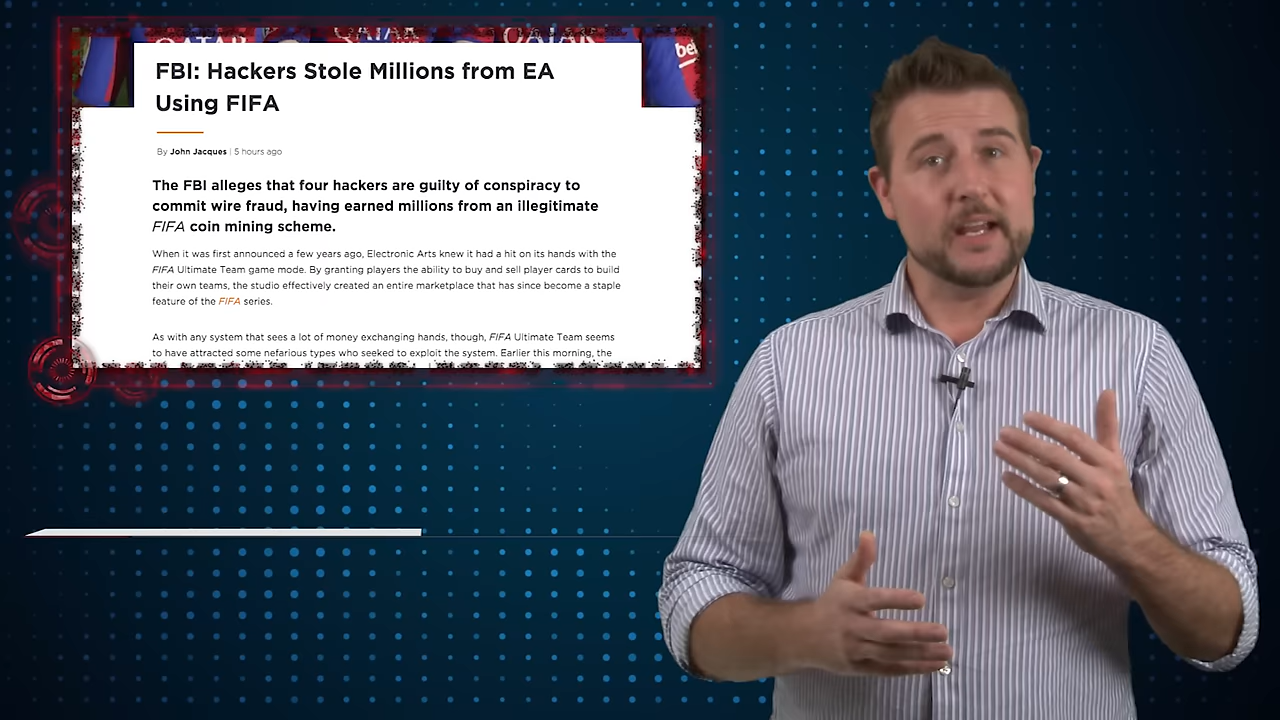 QATAR QATAR QATAR
be
FBI: Hackers Stole Millions from EA
Using FIFA
By John Jacques | 5 hours ago
The FBI alleges that four hackers are guilty of conspiracy to
commit wire fraud, having earned millions from an illegitimate
FIFA coin mining scheme.
When it was first announced a few years ago, Electronic Arts knew it had a hit on its hands with the
FIFA Ultimate Team game mode. By granting players the ability to buy and sell player cards to build
their own teams, the studio effectively created an entire marketplace that has since become a staple
feature of the FIFA series.
As with any system that sees a lot of money exchanging hands, though, FIFA Ultimate Team seems
to have attracted some nefarious types who seeked to exploit the system. Earlier this morning, the